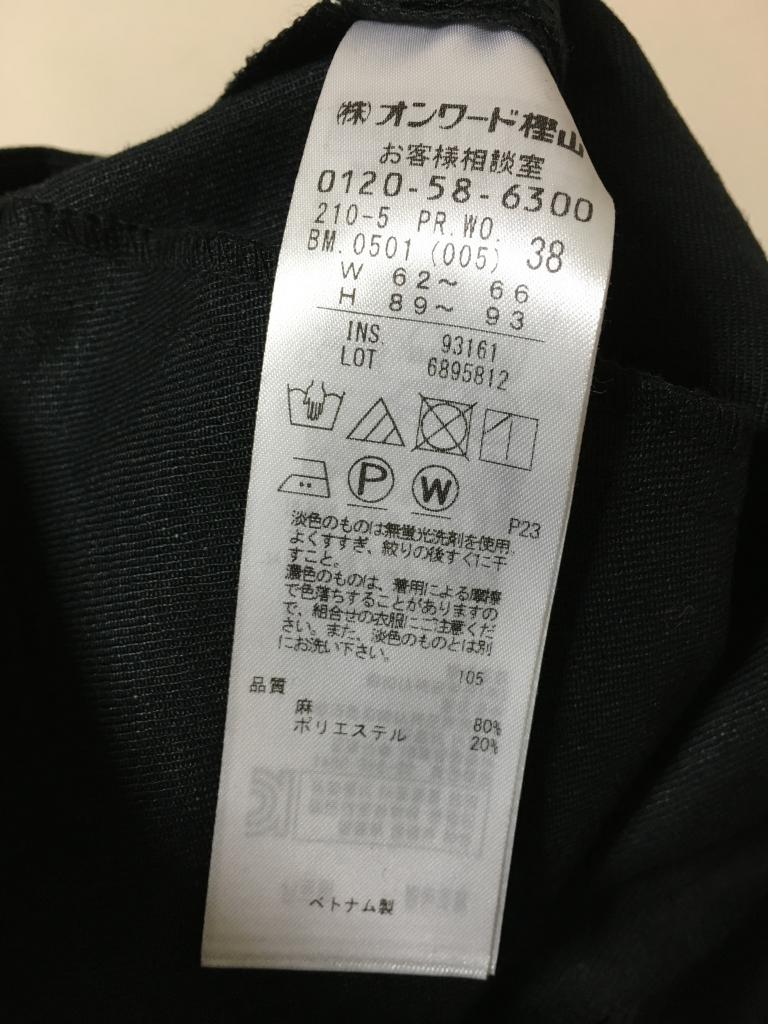 ㈱オンワード樫山
お客様相談室
0120-58-6300
210-5 PR.WO.
BM.0501 (005) 38
W 62～ 66
H 89～ 93
INS. 93161
LOT 6895812
P W
P23
淡色のものは無蛍光洗剤を使用、
よくすすぎ、絞りの後すぐに干
すこと。
濃色のものは、着用による摩擦
で色落ちすることがありますの
で、組合せの衣服にご注意くだ
さい。また、淡色のものとは別
にお洗い下さい。
105
品質
麻 80%
ポリエステル 20%
ベトナム製